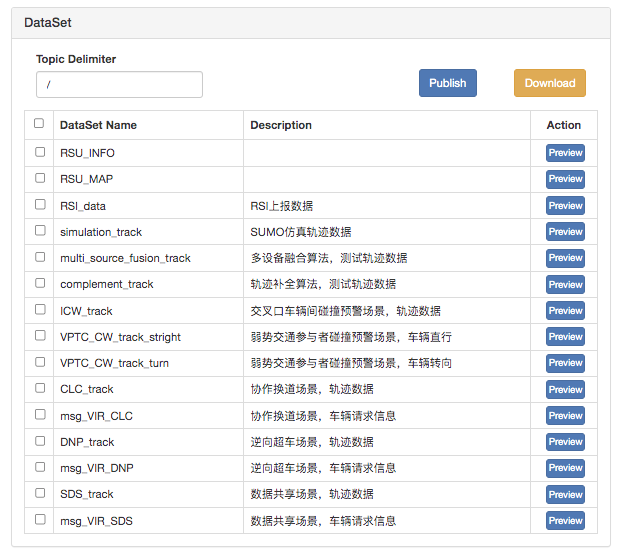 DataSet
Topic Delimiter
/
Publish Download
DataSet Name Description Action
RSU_INFO Preview
RSU_MAP Preview
RSI_data RSI上报数据 Preview
simulation_track SUMO仿真轨迹数据 Preview
multi_source_fusion_track 多设备融合算法，测试轨迹数据 Preview
complement_track 轨迹补全算法，测试轨迹数据 Preview
ICW_track 交叉口车辆间碰撞预警场景，轨迹数据 Preview
VPTC_CW_track_stright 弱势交通参与者碰撞预警场景，车辆直行 Preview
VPTC_CW_track_turn 弱势交通参与者碰撞预警场景，车辆转向 Preview
CLC_track 协作换道场景，轨迹数据 Preview
msg_VIR_CLC 协作换道场景，车辆请求信息 Preview
DNP_track 逆向超车场景，轨迹数据 Preview
msg_VIR_DNP 逆向超车场景，车辆请求信息 Preview
SDS_track 数据共享场景，轨迹数据 Preview
msg_VIR_SDS 数据共享场景，车辆请求信息 Preview